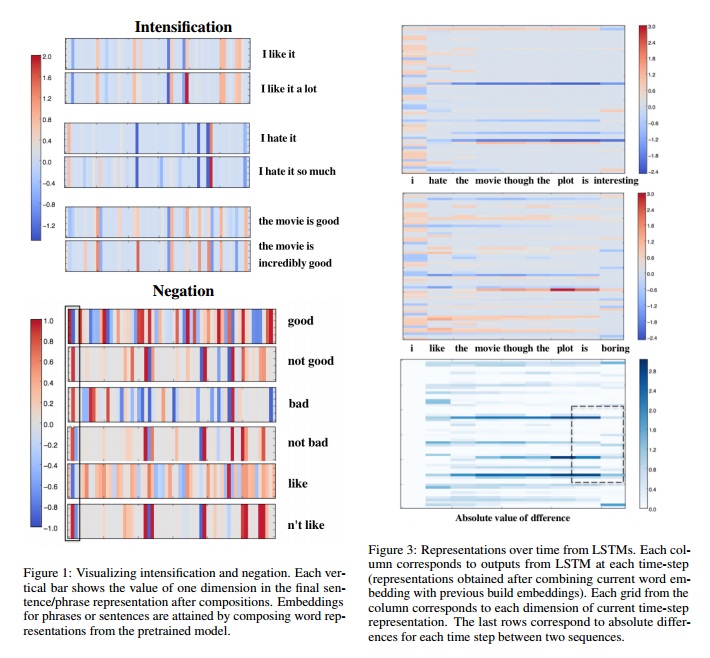 Intensification
2.0
1.6
1.2
0.8
0.4
0.0
−0.4
−0.8
−1.2
I like it
I like it a lot
I hate it
I hate it so much
the movie is good
the movie is
incredibly good
Negation
1.0
0.8
0.6
0.4
0.2
0.0
−0.2
−0.4
−0.6
−0.8
−1.0
good
not good
bad
not bad
like
n't like
Figure 1: Visualizing intensification and negation. Each ver-
tical bar shows the value of one dimension in the final sen-
tence/phrase representation after compositions. Embeddings
for phrases or sentences are attained by composing word rep-
resentations from the pretrained model.
3.0
2.4
1.8
1.2
0.6
0.0
−0.6
−1.2
−1.8
−2.4
i hate the movie though the plot is interesting
3.0
2.4
1.8
1.2
0.6
0.0
−0.6
−1.2
−1.8
−2.4
i like the movie though the plot is boring
2.8
2.4
2.0
1.6
1.2
0.8
0.4
0.0
Absolute value of difference
Figure 3: Representations over time from LSTMs. Each col-
umn corresponds to outputs from LSTM at each time-step
(representations obtained after combining current word em-
bedding with previous build embeddings). Each grid from the
column corresponds to each dimension of current time-step
representation. The last rows correspond to absolute differ-
ences for each time step between two sequences.